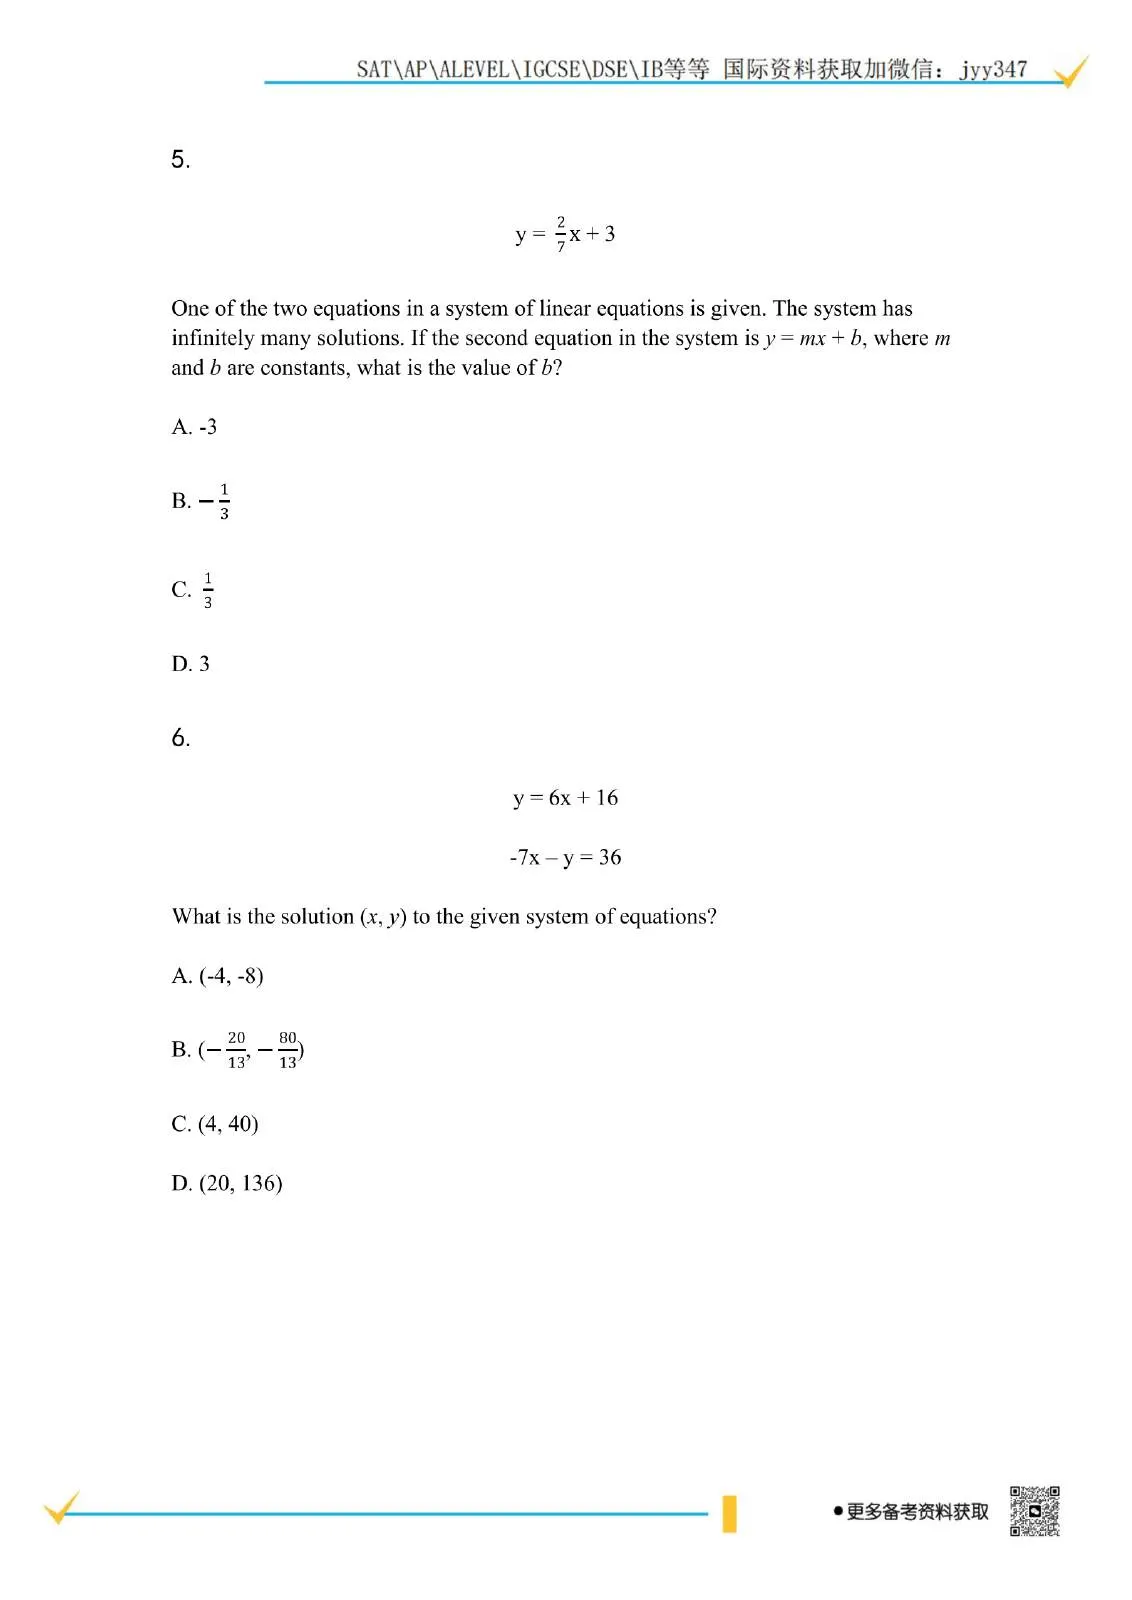 SAT\AP\ALEVEL\IGCSE\DSE\IB等等 国际资料获取加微信：jyy347
5.
y = 2/7 x + 3
One of the two equations in a system of linear equations is given. The system has
infinitely many solutions. If the second equation in the system is y = mx + b, where m
and b are constants, what is the value of b?
A. -3
B. −1/3
C. 1/3
D. 3
6.
y = 6x + 16
-7x – y = 36
What is the solution (x, y) to the given system of equations?
A. (-4, -8)
B. (−20/13, −80/13)
C. (4, 40)
D. (20, 136)
●更多备考资料获取